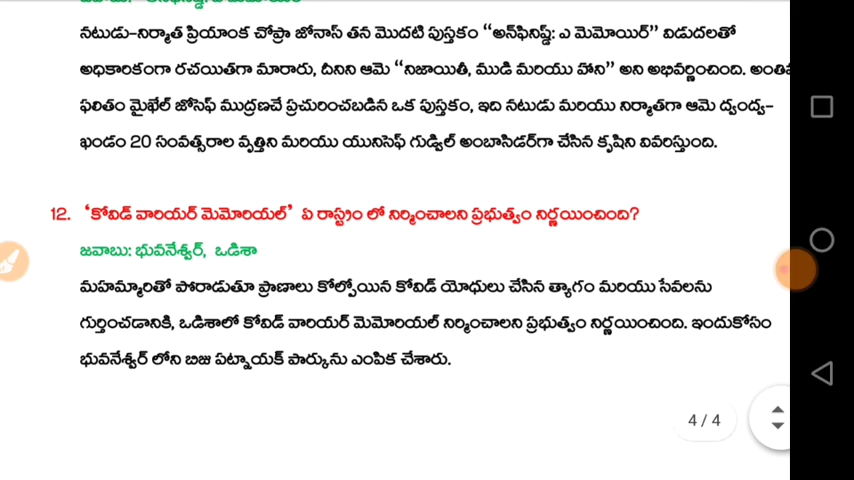 నటుడు-నిర్మాత ప్రియాంక చోప్రా జోనాస్ తన మొదటి పుస్తకం “అన్‌ఫినిష్డ్: ఎ మెమోయిర్” విడుదలతో
అధికారికంగా రచయితగా మారారు, దీనిని ఆమె “నిజాయితీ, ముడి మరియు హాని” అని అభివర్ణించింది.
ఫలితం మైఖేల్ జోసెఫ్ ముద్రణచే ప్రచురించబడిన ఒక పుస్తకం, ఇది నటుడు మరియు నిర్మాతగా ఆమె ద్వంద్వ-
ఖండం 20 సంవత్సరాల వృత్తిని మరియు యునిసెఫ్ గుడ్విల్ అంబాసిడర్‌గా చేసిన కృషిని వివరిస్తుంది.
12. ‘కోవిడ్ వారియర్ మెమోరియల్’ ఏ రాష్ట్రం లో నిర్మించాలని ప్రభుత్వం నిర్ణయించింది?
జవాబు: భువనేశ్వర్, ఒడిశా
మహమ్మారితో పోరాడుతూ ప్రాణాలు కోల్పోయిన కోవిడ్ యోధులు చేసిన త్యాగం మరియు సేవలను
గుర్తించడానికి, ఒడిశాలో కోవిడ్ వారియర్ మెమోరియల్ నిర్మించాలని ప్రభుత్వం నిర్ణయించింది. ఇందుకోసం
భువనేశ్వర్ లోని బిజు పట్నాయక్ పార్కును ఎంపిక చేశారు.
4 / 4